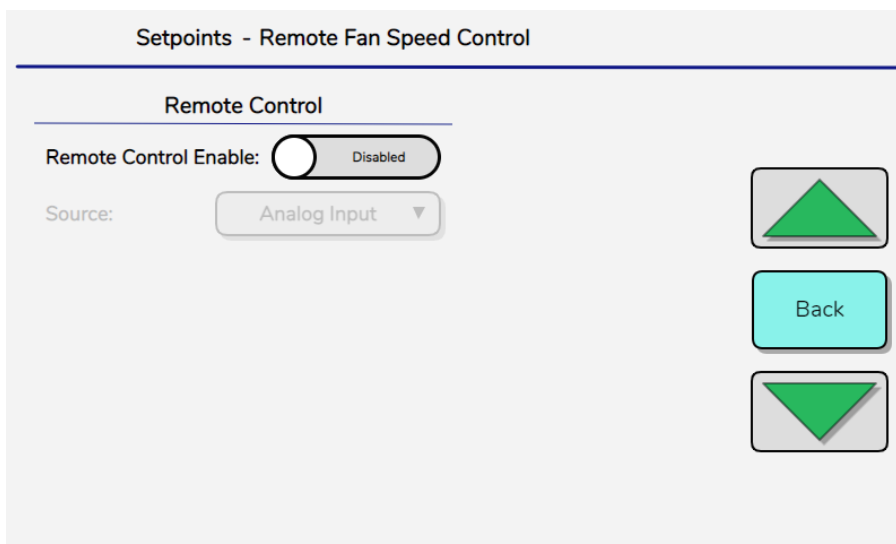 Setpoints - Remote Fan Speed Control
Remote Control
Remote Control Enable: Disabled
Source: Analog Input
Back